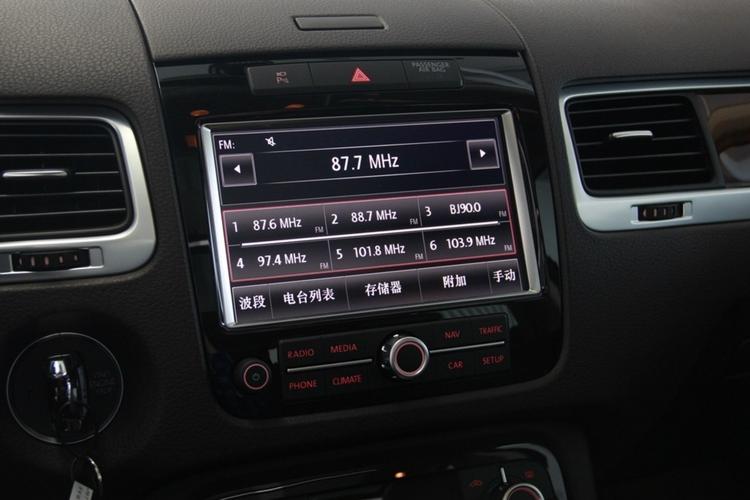 PASSENGER
AIR BAG
FM:
87.7 MHz
1 87.6 MHz FM 2 88.7 MHz FM 3 BJ90.0 FM
4 97.4 MHz FM 5 101.8 MHz FM 6 103.9 MHz FM
波段 电台列表 存储器 附加 手动
RADIO MEDIA NAV TRAFFIC
PHONE CLIMATE CAR SETUP
ENGINE